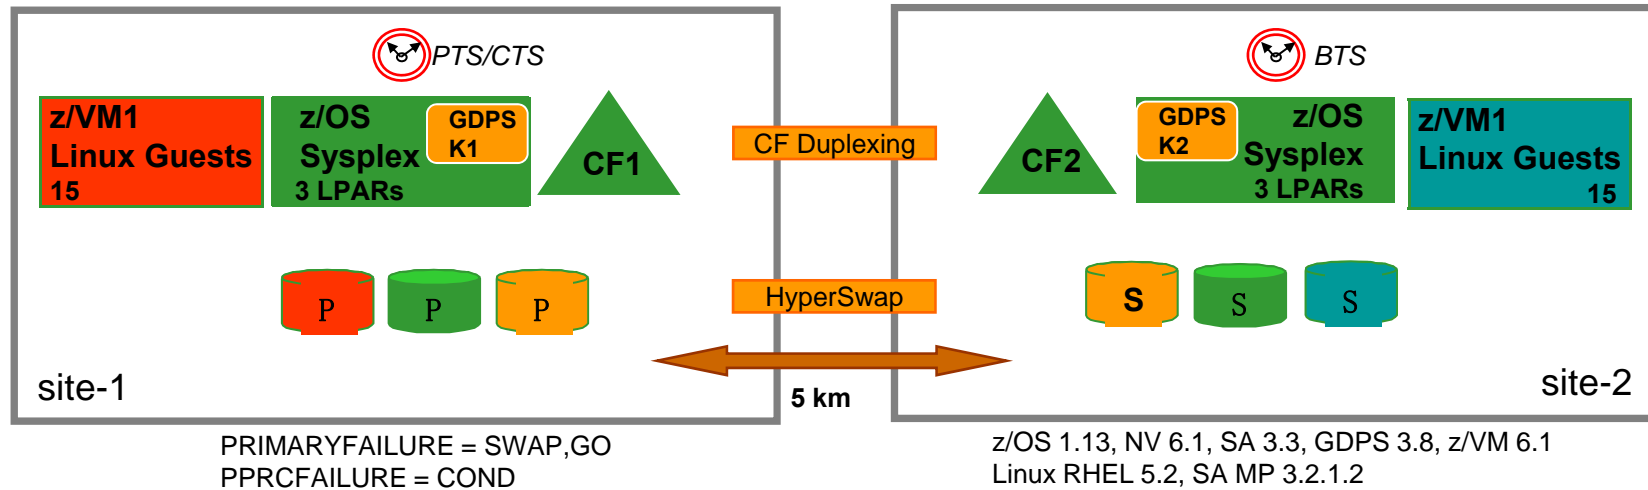 PTS/CTS
z/VM1
Linux Guests
15
z/OS
Sysplex
3 LPARs
GDPS
K1
CF1
P
P
P
site-1
CF Duplexing
HyperSwap
5 km
BTS
CF2
GDPS
K2
z/OS
Sysplex
3 LPARs
z/VM1
Linux Guests
15
S
S
S
site-2
PRIMARYFAILURE = SWAP,GO
PPRCFAILURE = COND
z/OS 1.13, NV 6.1, SA 3.3, GDPS 3.8, z/VM 6.1
Linux RHEL 5.2, SA MP 3.2.1.2